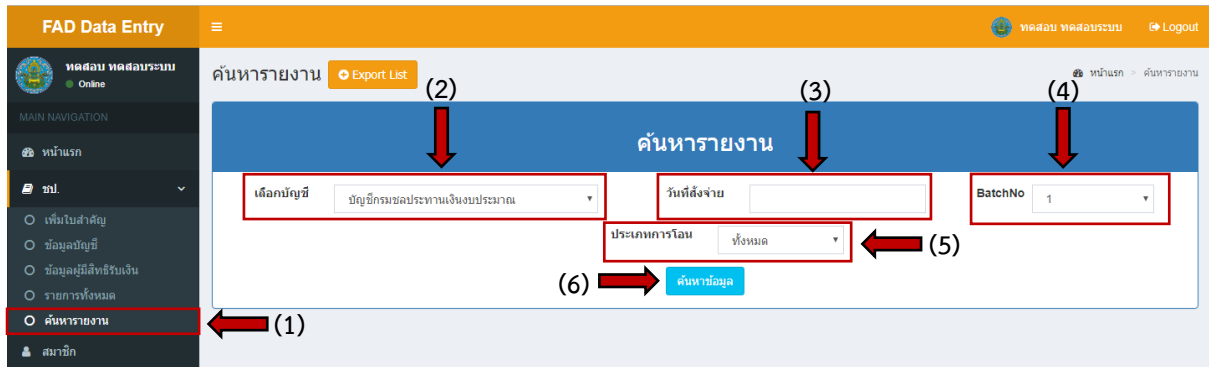 FAD Data Entry
ทดสอบ ทดสอบระบบ Logout
ทดสอบ ทดสอบระบบ
Online
ค้นหารายงาน Export List
หน้าแรก > ค้นหารายงาน
(2) (3) (4)
MAIN NAVIGATION
ค้นหารายงาน
หน้าแรก
ชป.
เลือกบัญชี บัญชีกรมชลประทานเงินงบประมาณ วันที่สั่งจ่าย BatchNo 1
เพิ่มใบสำคัญ
ประเภทการโอน ทั้งหมด (5)
ข้อมูลบัญชี
ข้อมูลผู้มีสิทธิรับเงิน
(6) ค้นหาข้อมูล
รายการทั้งหมด
ค้นหารายงาน (1)
สมาชิก